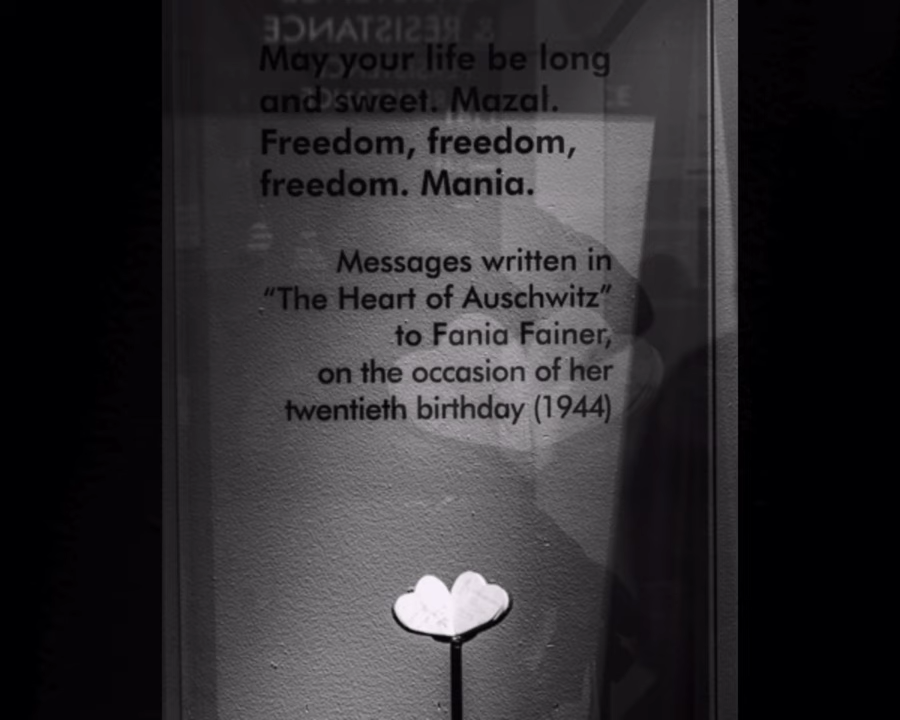 & RESISTANCE
May your life be long
and sweet. Mazal.
Freedom, freedom,
freedom. Mania.
Messages written in
“The Heart of Auschwitz”
to Fania Fainer,
on the occasion of her
twentieth birthday (1944)